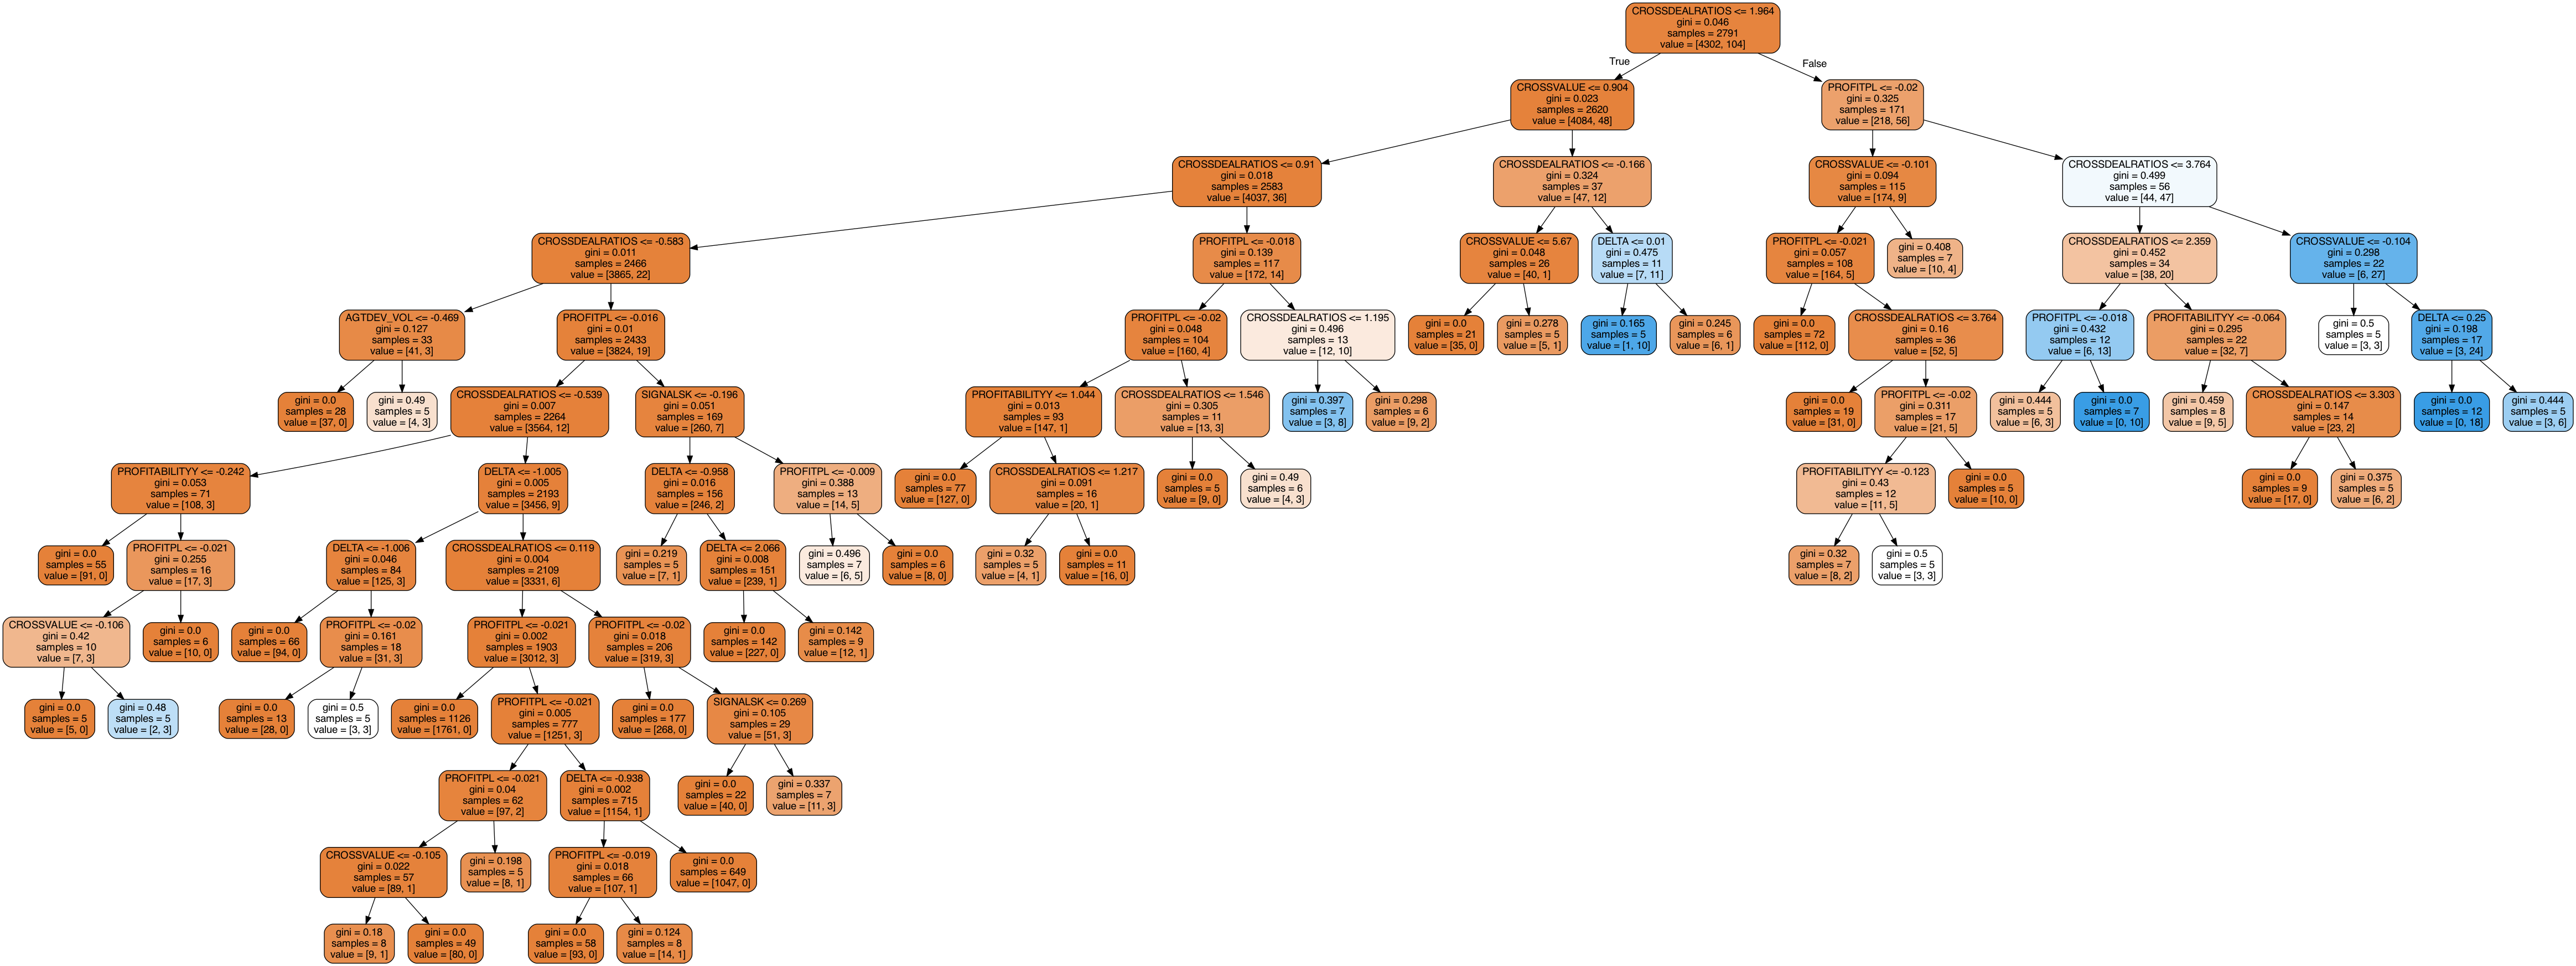 CROSSDEALRATIOS <= 1.964
gini = 0.046
samples = 2791
value = [4302, 104]
True
False
CROSSVALUE <= 0.904
gini = 0.023
samples = 2620
value = [4084, 48]
PROFITPL <= -0.02
gini = 0.325
samples = 171
value = [218, 56]
CROSSDEALRATIOS <= 0.91
gini = 0.018
samples = 2583
value = [4037, 36]
CROSSDEALRATIOS <= -0.166
gini = 0.324
samples = 37
value = [47, 12]
CROSSVALUE <= -0.101
gini = 0.094
samples = 115
value = [174, 9]
CROSSDEALRATIOS <= 3.764
gini = 0.499
samples = 56
value = [44, 47]
CROSSDEALRATIOS <= -0.583
gini = 0.011
samples = 2466
value = [3865, 22]
PROFITPL <= -0.018
gini = 0.139
samples = 117
value = [172, 14]
CROSSVALUE <= 5.67
gini = 0.048
samples = 26
value = [40, 1]
DELTA <= 0.01
gini = 0.475
samples = 11
value = [7, 11]
PROFITPL <= -0.021
gini = 0.057
samples = 108
value = [164, 5]
gini = 0.408
samples = 7
value = [10, 4]
CROSSDEALRATIOS <= 2.359
gini = 0.452
samples = 34
value = [38, 20]
CROSSVALUE <= -0.104
gini = 0.298
samples = 22
value = [6, 27]
AGTDEV_VOL <= -0.469
gini = 0.127
samples = 33
value = [41, 3]
PROFITPL <= -0.016
gini = 0.01
samples = 2433
value = [3824, 19]
PROFITPL <= -0.02
gini = 0.048
samples = 104
value = [160, 4]
CROSSDEALRATIOS <= 1.195
gini = 0.496
samples = 13
value = [12, 10]
gini = 0.0
samples = 21
value = [35, 0]
gini = 0.278
samples = 5
value = [5, 1]
gini = 0.165
samples = 5
value = [1, 10]
gini = 0.245
samples = 6
value = [6, 1]
gini = 0.0
samples = 72
value = [112, 0]
CROSSDEALRATIOS <= 3.764
gini = 0.16
samples = 36
value = [52, 5]
PROFITPL <= -0.018
gini = 0.432
samples = 12
value = [6, 13]
PROFITABILITYY <= -0.064
gini = 0.295
samples = 22
value = [32, 7]
gini = 0.5
samples = 5
value = [3, 3]
DELTA <= 0.25
gini = 0.198
samples = 17
value = [3, 24]
gini = 0.0
samples = 28
value = [37, 0]
gini = 0.49
samples = 5
value = [4, 3]
CROSSDEALRATIOS <= -0.539
gini = 0.007
samples = 2264
value = [3564, 12]
SIGNALSK <= -0.196
gini = 0.051
samples = 169
value = [260, 7]
PROFITABILITYY <= 1.044
gini = 0.013
samples = 93
value = [147, 1]
CROSSDEALRATIOS <= 1.546
gini = 0.305
samples = 11
value = [13, 3]
gini = 0.397
samples = 7
value = [3, 8]
gini = 0.298
samples = 6
value = [9, 2]
gini = 0.0
samples = 19
value = [31, 0]
PROFITPL <= -0.02
gini = 0.311
samples = 17
value = [21, 5]
gini = 0.444
samples = 5
value = [6, 3]
gini = 0.0
samples = 7
value = [0, 10]
gini = 0.459
samples = 8
value = [9, 5]
CROSSDEALRATIOS <= 3.303
gini = 0.147
samples = 14
value = [23, 2]
gini = 0.0
samples = 12
value = [0, 18]
gini = 0.444
samples = 5
value = [3, 6]
PROFITABILITYY <= -0.242
gini = 0.053
samples = 71
value = [108, 3]
DELTA <= -1.005
gini = 0.005
samples = 2193
value = [3456, 9]
DELTA <= -0.958
gini = 0.016
samples = 156
value = [246, 2]
PROFITPL <= -0.009
gini = 0.388
samples = 13
value = [14, 5]
gini = 0.0
samples = 77
value = [127, 0]
CROSSDEALRATIOS <= 1.217
gini = 0.091
samples = 16
value = [20, 1]
gini = 0.0
samples = 5
value = [9, 0]
gini = 0.49
samples = 6
value = [4, 3]
PROFITABILITYY <= -0.123
gini = 0.43
samples = 12
value = [11, 5]
gini = 0.0
samples = 5
value = [10, 0]
gini = 0.0
samples = 9
value = [17, 0]
gini = 0.375
samples = 5
value = [6, 2]
gini = 0.0
samples = 55
value = [91, 0]
PROFITPL <= -0.021
gini = 0.255
samples = 16
value = [17, 3]
DELTA <= -1.006
gini = 0.046
samples = 84
value = [125, 3]
CROSSDEALRATIOS <= 0.119
gini = 0.004
samples = 2109
value = [3331, 6]
gini = 0.219
samples = 5
value = [7, 1]
DELTA <= 2.066
gini = 0.008
samples = 151
value = [239, 1]
gini = 0.496
samples = 7
value = [6, 5]
gini = 0.0
samples = 6
value = [8, 0]
gini = 0.32
samples = 5
value = [4, 1]
gini = 0.0
samples = 11
value = [16, 0]
gini = 0.32
samples = 7
value = [8, 2]
gini = 0.5
samples = 5
value = [3, 3]
CROSSVALUE <= -0.106
gini = 0.42
samples = 10
value = [7, 3]
gini = 0.0
samples = 6
value = [10, 0]
gini = 0.0
samples = 66
value = [94, 0]
PROFITPL <= -0.02
gini = 0.161
samples = 18
value = [31, 3]
PROFITPL <= -0.021
gini = 0.002
samples = 1903
value = [3012, 3]
PROFITPL <= -0.02
gini = 0.018
samples = 206
value = [319, 3]
gini = 0.0
samples = 142
value = [227, 0]
gini = 0.142
samples = 9
value = [12, 1]
gini = 0.0
samples = 5
value = [5, 0]
gini = 0.48
samples = 5
value = [2, 3]
gini = 0.0
samples = 13
value = [28, 0]
gini = 0.5
samples = 5
value = [3, 3]
gini = 0.0
samples = 1126
value = [1761, 0]
PROFITPL <= -0.021
gini = 0.005
samples = 777
value = [1251, 3]
gini = 0.0
samples = 177
value = [268, 0]
SIGNALSK <= 0.269
gini = 0.105
samples = 29
value = [51, 3]
PROFITPL <= -0.021
gini = 0.04
samples = 62
value = [97, 2]
DELTA <= -0.938
gini = 0.002
samples = 715
value = [1154, 1]
gini = 0.0
samples = 22
value = [40, 0]
gini = 0.337
samples = 7
value = [11, 3]
CROSSVALUE <= -0.105
gini = 0.022
samples = 57
value = [89, 1]
gini = 0.198
samples = 5
value = [8, 1]
PROFITPL <= -0.019
gini = 0.018
samples = 66
value = [107, 1]
gini = 0.0
samples = 649
value = [1047, 0]
gini = 0.18
samples = 8
value = [9, 1]
gini = 0.0
samples = 49
value = [80, 0]
gini = 0.0
samples = 58
value = [93, 0]
gini = 0.124
samples = 8
value = [14, 1]